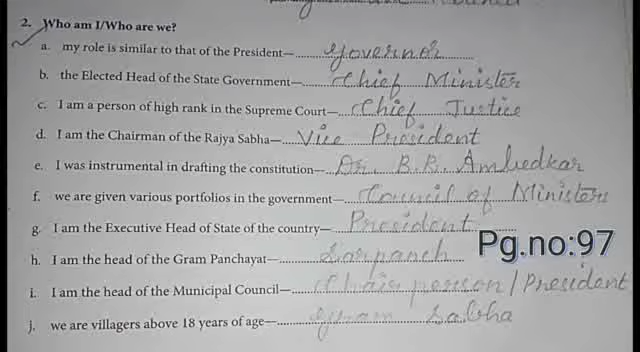 2. Who am I/Who are we?
a. my role is similar to that of the President— Governor
b. the Elected Head of the State Government— Chief Minister
c. I am a person of high rank in the Supreme Court— Chief Justice
d. I am the Chairman of the Rajya Sabha— Vice President
e. I was instrumental in drafting the constitution— Dr. B.R. Ambedkar
f. we are given various portfolios in the government— Council of Ministers
g. I am the Executive Head of State of the country— President
Pg.no:97
h. I am the head of the Gram Panchayat— Sarpanch
i. I am the head of the Municipal Council— Chair person / President
j. we are villagers above 18 years of age— Gram Sabha